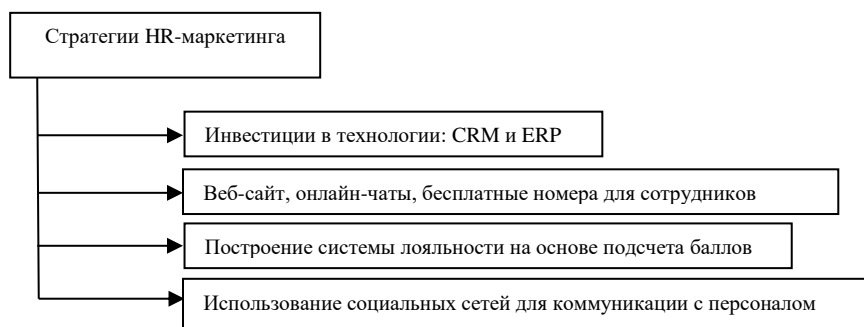 Стратегии HR-маркетинга
Инвестиции в технологии: CRM и ERP
Веб-сайт, онлайн-чаты, бесплатные номера для сотрудников
Построение системы лояльности на основе подсчета баллов
Использование социальных сетей для коммуникации с персоналом